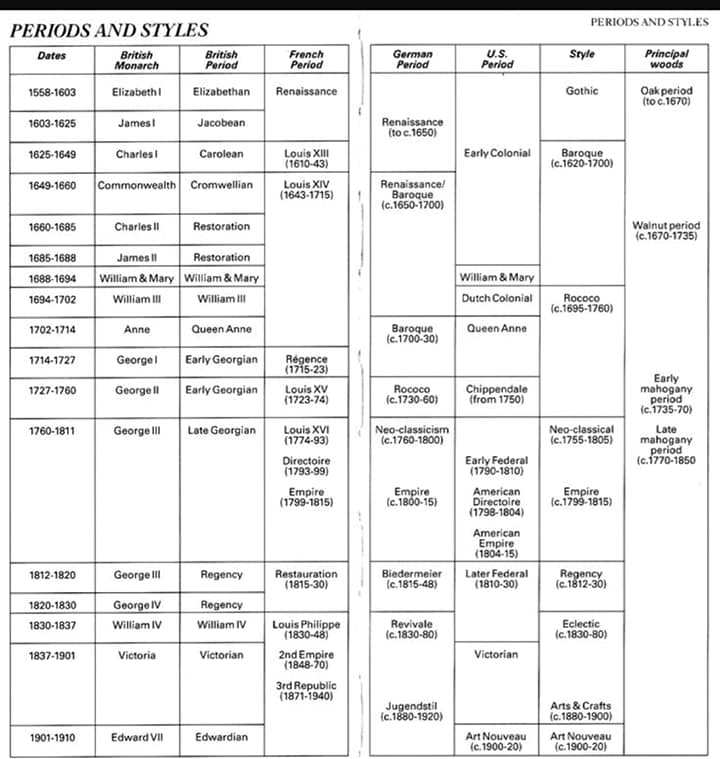 PERIODS AND STYLES
PERIODS AND STYLES
Dates British Monarch British Period French Period German Period U.S. Period Style Principal woods
1558-1603 Elizabeth I Elizabethan Renaissance Gothic Oak period (to c.1670)
1603-1625 James I Jacobean Renaissance (to c.1650)
1625-1649 Charles I Carolean Louis XIII (1610-43) Early Colonial Baroque (c.1620-1700)
1649-1660 Commonwealth Cromwellian Louis XIV (1643-1715) Renaissance/ Baroque (c.1650-1700)
1660-1685 Charles II Restoration Walnut period (c.1670-1735)
1685-1688 James II Restoration
1688-1694 William & Mary William & Mary William & Mary
1694-1702 William III William III Dutch Colonial Rococo (c.1695-1760)
1702-1714 Anne Queen Anne Baroque (c.1700-30) Queen Anne
1714-1727 George I Early Georgian Régence (1715-23)
1727-1760 George II Early Georgian Louis XV (1723-74) Rococo (c.1730-60) Chippendale (from 1750) Early mahogany period (c.1735-70)
1760-1811 George III Late Georgian Louis XVI (1774-93) Neo-classicism (c.1760-1800) Neo-classical (c.1755-1805) Late mahogany period (c.1770-1850
Directoire (1793-99) Early Federal (1790-1810)
Empire (1799-1815) Empire (c.1800-15) American Directoire (1798-1804) Empire (c.1799-1815)
American Empire (1804-15)
1812-1820 George III Regency Restauration (1815-30) Biedermeier (c.1815-48) Later Federal (1810-30) Regency (c.1812-30)
1820-1830 George IV Regency
1830-1837 William IV William IV Louis Philippe (1830-48) Revivale (c.1830-80) Eclectic (c.1830-80)
1837-1901 Victoria Victorian 2nd Empire (1848-70) Victorian
3rd Republic (1871-1940)
Jugendstil (c.1880-1920) Arts & Crafts (c.1880-1900)
1901-1910 Edward VII Edwardian Art Nouveau (c.1900-20) Art Nouveau (c.1900-20)